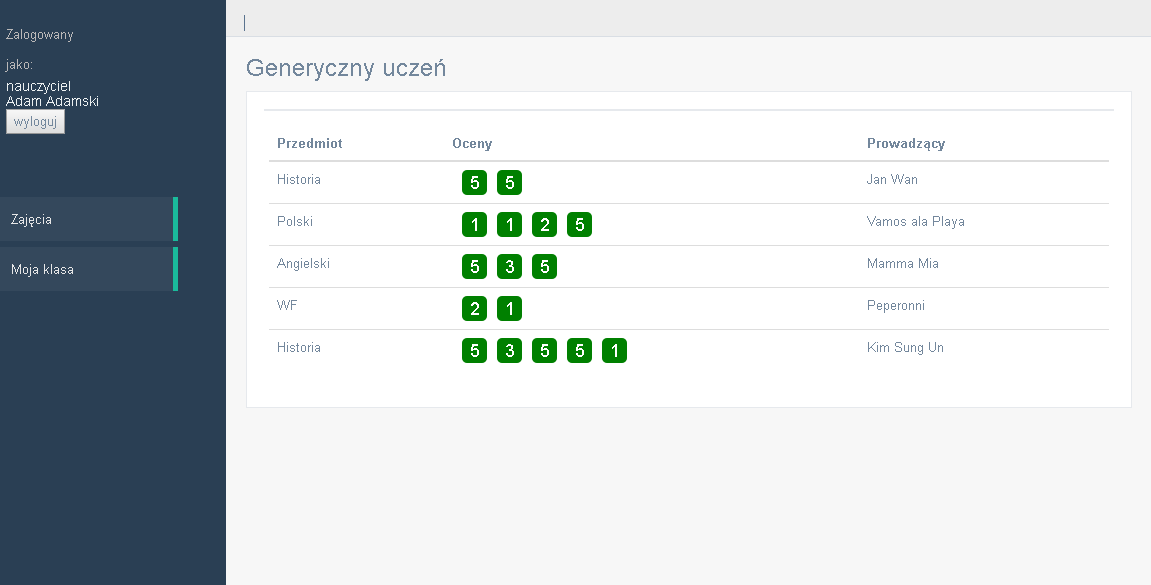 Zalogowany
jako:
nauczyciel
Adam Adamski
wyloguj
Zajęcia
Moja klasa
Generyczny uczeń
Przedmiot Oceny Prowadzący
Historia 5 5 Jan Wan
Polski 1 1 2 5 Vamos ala Playa
Angielski 5 3 5 Mamma Mia
WF 2 1 Peperonni
Historia 5 3 5 5 1 Kim Sung Un